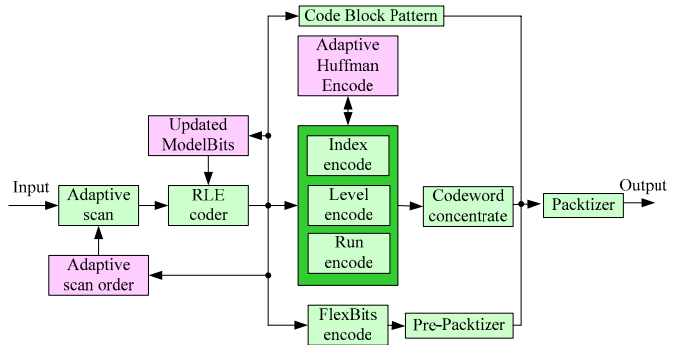 Code Block Pattern
Adaptive
Huffman
Encode
Updated
ModelBits
Index
encode
Input
Adaptive
scan
RLE
coder
Level
encode
Codeword
concentrate
Packtizer
Output
Run
encode
Adaptive
scan order
FlexBits
encode
Pre-Packtizer